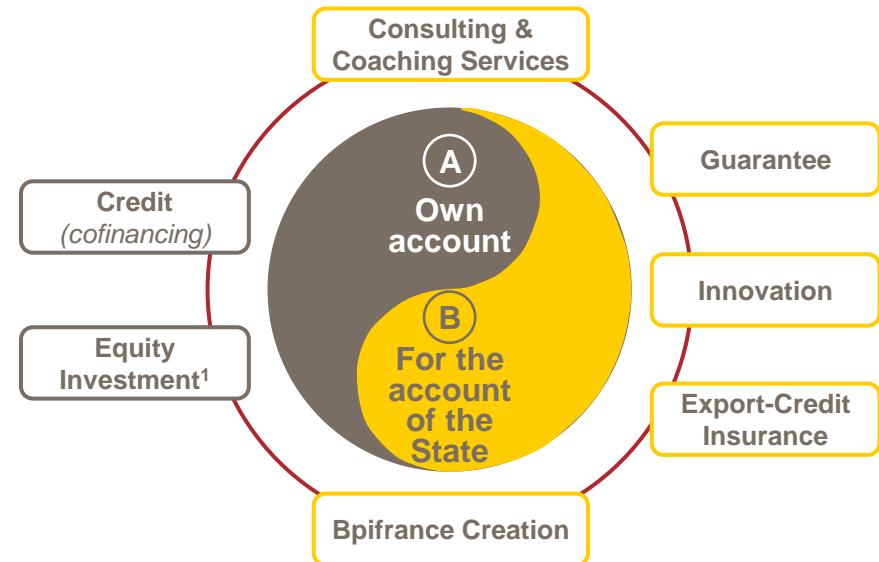 Consulting &
Coaching Services
A
Own
account
Guarantee
Credit
(cofinancing)
Innovation
B
For the
account
of the
State
Equity
Investment¹
Export-Credit
Insurance
Bpifrance Creation